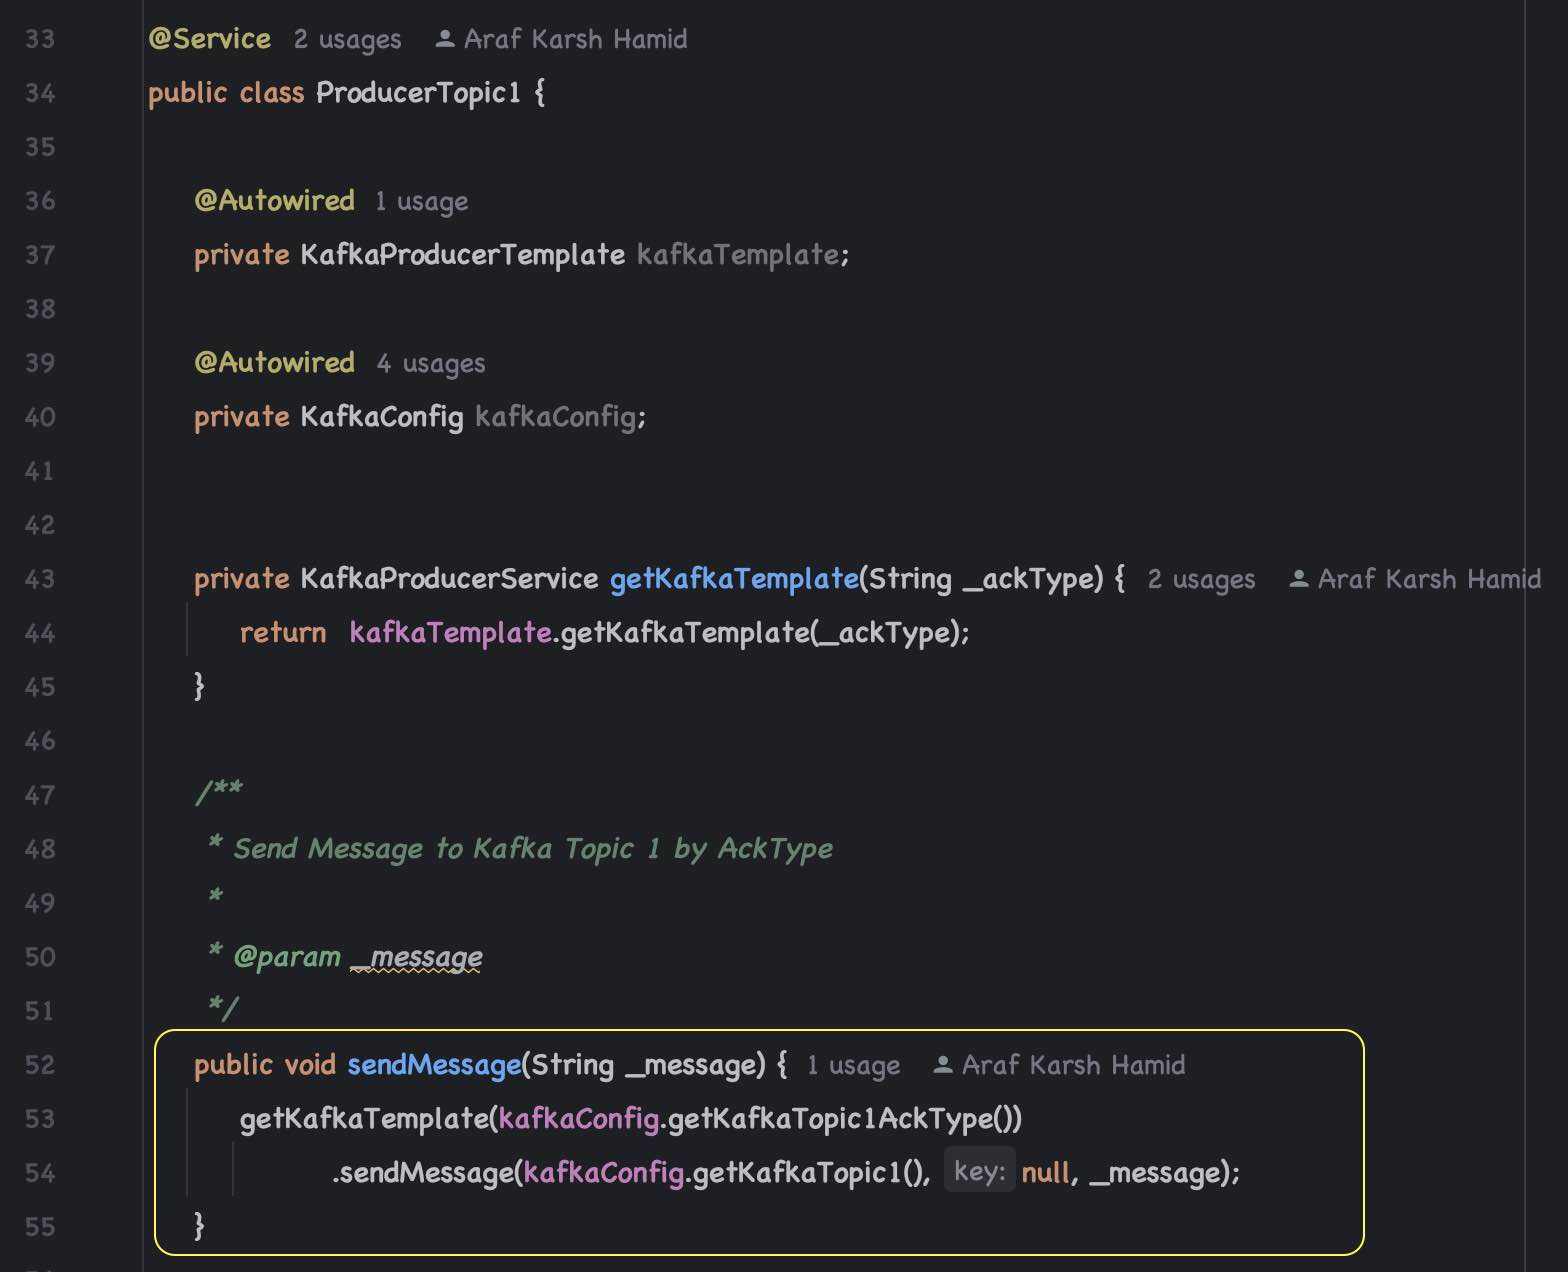 33 @Service 2 usages Araf Karsh Hamid
34 public class ProducerTopic1 {
35
36 @Autowired 1 usage
37 private KafkaProducerTemplate kafkaTemplate;
38
39 @Autowired 4 usages
40 private KafkaConfig kafkaConfig;
41
42
43 private KafkaProducerService getKafkaTemplate(String _ackType) { 2 usages Araf Karsh Hamid
44 return kafkaTemplate.getKafkaTemplate(_ackType);
45 }
46
47 /**
48 * Send Message to Kafka Topic 1 by AckType
49 *
50 * @param _message
51 */
52 public void sendMessage(String _message) { 1 usage Araf Karsh Hamid
53 getKafkaTemplate(kafkaConfig.getKafkaTopic1AckType())
54 .sendMessage(kafkaConfig.getKafkaTopic1(), key: null, _message);
55 }